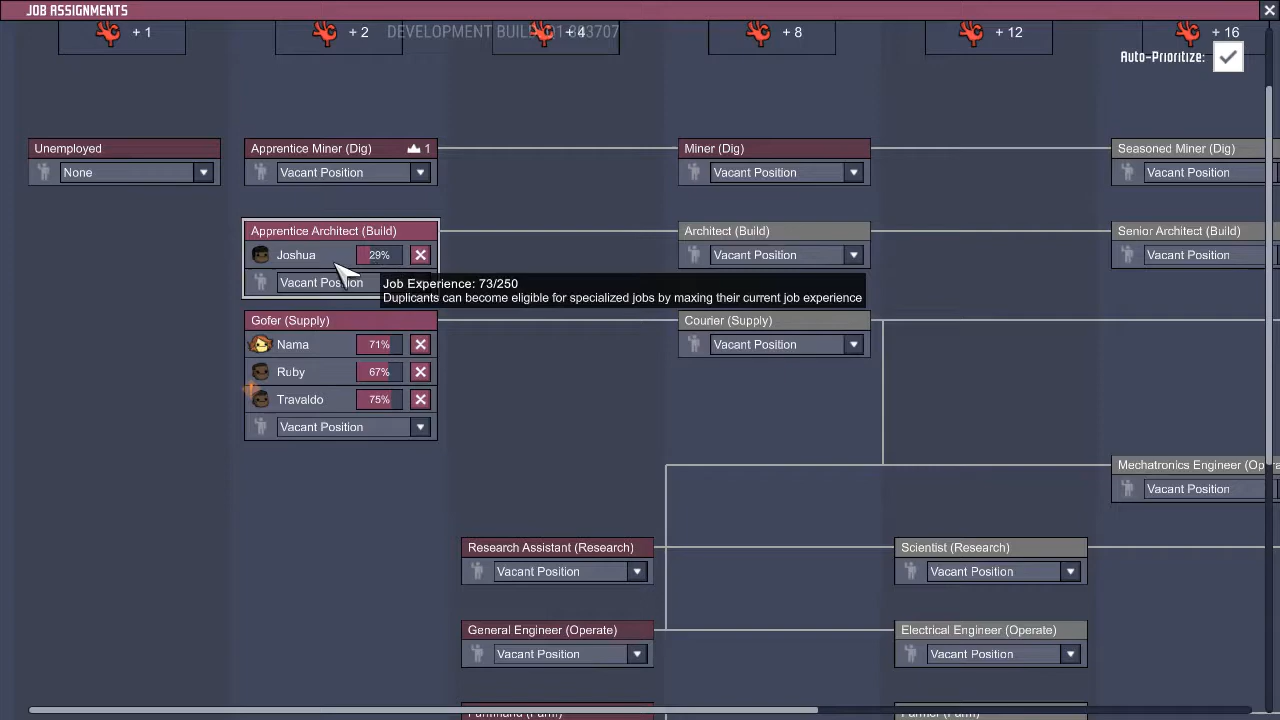 JOB ASSIGNMENTS
+ 1
+ 2
+ 4
+ 8
+ 12
+ 16
Auto-Prioritize:
Unemployed
None
Apprentice Miner (Dig) 1
Vacant Position
Miner (Dig)
Vacant Position
Seasoned Miner (Dig)
Vacant Position
Apprentice Architect (Build)
Joshua 29%
Vacant Position
Architect (Build)
Vacant Position
Senior Architect (Build)
Vacant Position
Job Experience: 73/250
Duplicants can become eligible for specialized jobs by maxing their current job experience
Gofer (Supply)
Nama 71%
Ruby 67%
Travaldo 75%
Vacant Position
Courier (Supply)
Vacant Position
Mechatronics Engineer
Vacant Position
Research Assistant (Research)
Vacant Position
Scientist (Research)
Vacant Position
General Engineer (Operate)
Vacant Position
Electrical Engineer (Operate)
Vacant Position
DEVELOPMENT BUILD